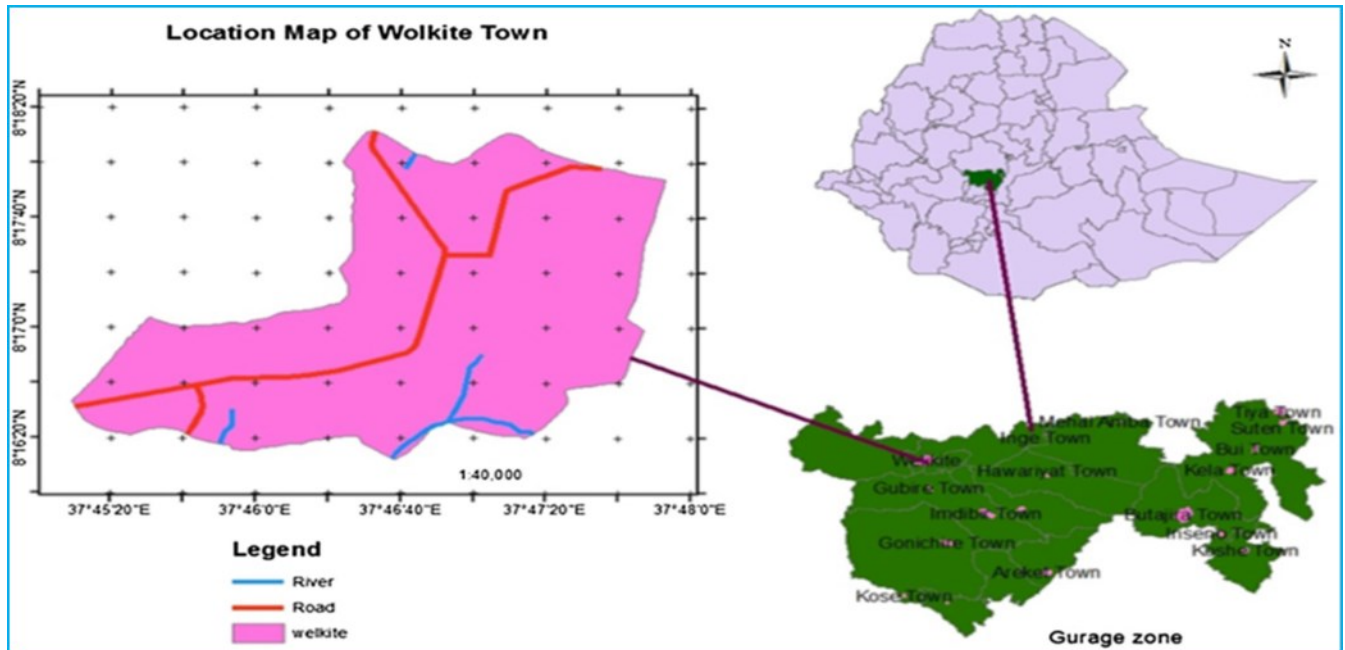 Location Map of Wolkite Town
N
8°18'20"N
8°17'40"N
8°17'0"N
8°16'20"N
1:40,000
37°45'20"E
37°46'0"E
37°46'40"E
37°47'20"E
37°48'0"E
Legend
River
Road
welkite
Tiya Town
Mehal Amba Town
Suten Town
Inge Town
Bui Town
Welkite
Hawariyat Town
Kela Town
Gubire Town
Imdibir Town
Butajira Town
Inseno Town
Gonichire Town
Koshe Town
Areket Town
Kose Town
Gurage zone